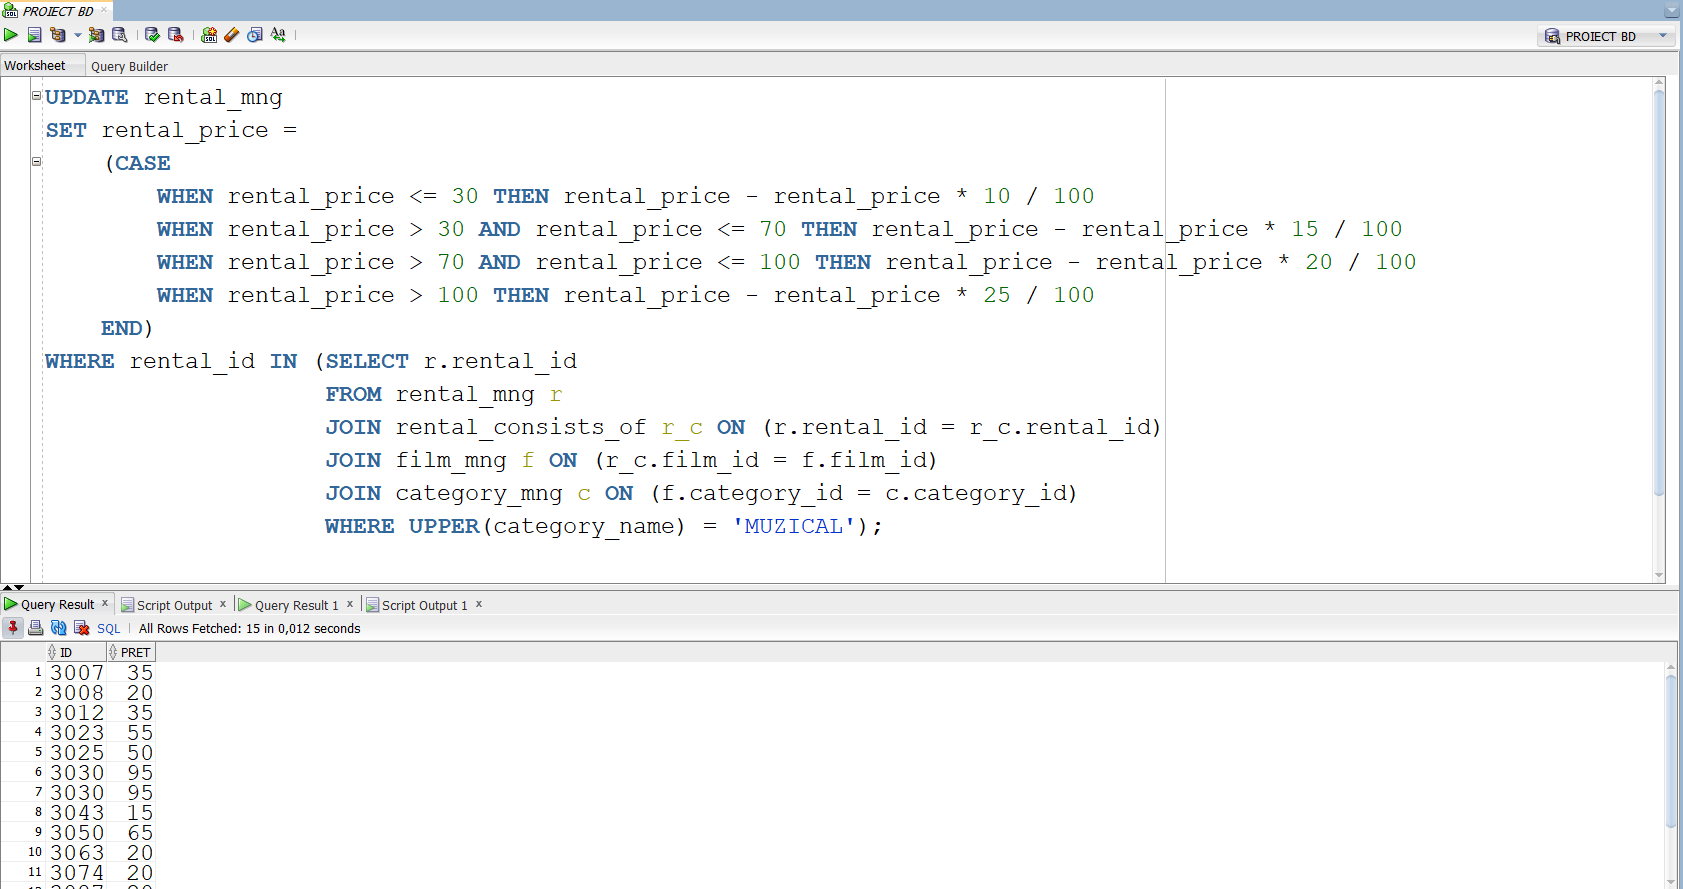 PROIECT BD
PROIECT BD
Worksheet Query Builder
UPDATE rental_mng
SET rental_price =
(CASE
WHEN rental_price <= 30 THEN rental_price - rental_price * 10 / 100
WHEN rental_price > 30 AND rental_price <= 70 THEN rental_price - rental_price * 15 / 100
WHEN rental_price > 70 AND rental_price <= 100 THEN rental_price - rental_price * 20 / 100
WHEN rental_price > 100 THEN rental_price - rental_price * 25 / 100
END)
WHERE rental_id IN (SELECT r.rental_id
FROM rental_mng r
JOIN rental_consists_of r_c ON (r.rental_id = r_c.rental_id)
JOIN film_mng f ON (r_c.film_id = f.film_id)
JOIN category_mng c ON (f.category_id = c.category_id)
WHERE UPPER(category_name) = 'MUZICAL');
Query Result x Script Output x Query Result 1 x Script Output 1 x
SQL | All Rows Fetched: 15 in 0,012 seconds
ID PRET
1 3007 35
2 3008 20
3 3012 35
4 3023 55
5 3025 50
6 3030 95
7 3030 95
8 3043 15
9 3050 65
10 3063 20
11 3074 20